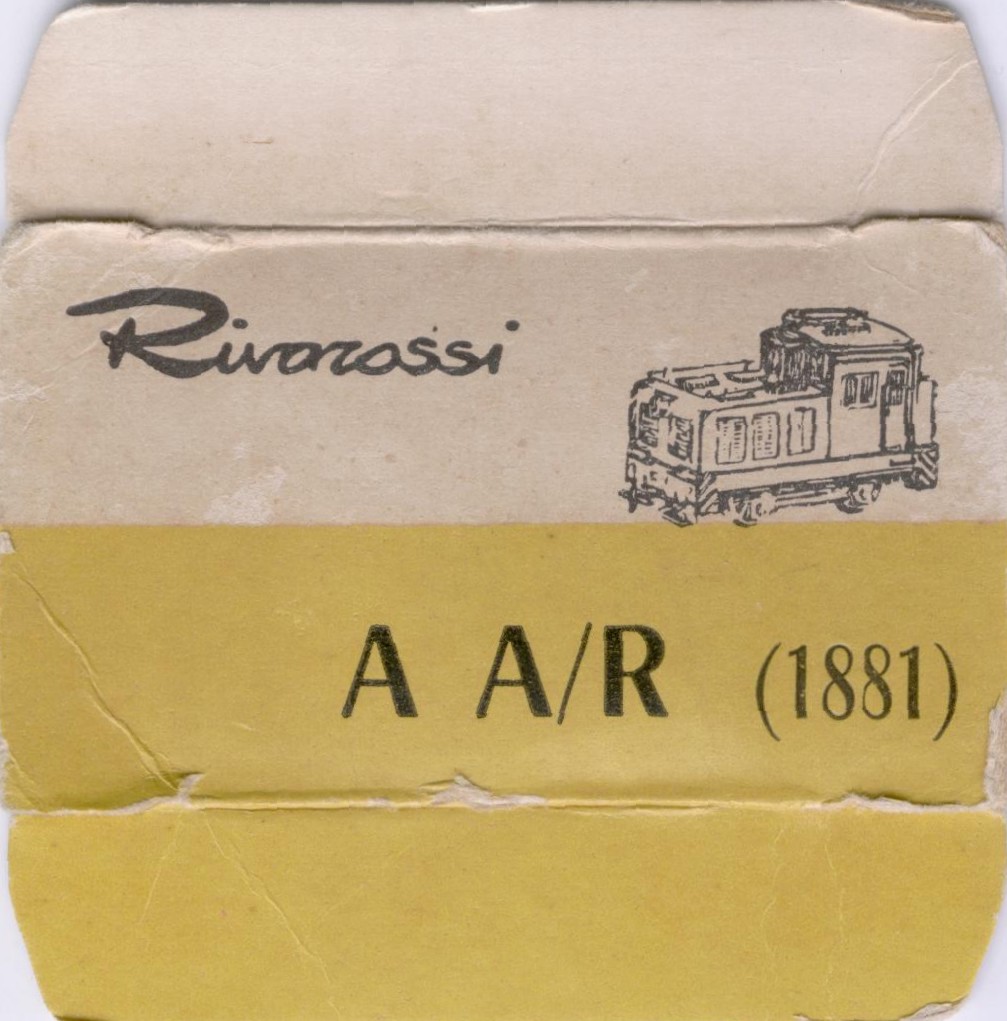 Rivarossi
A A/R (1881)